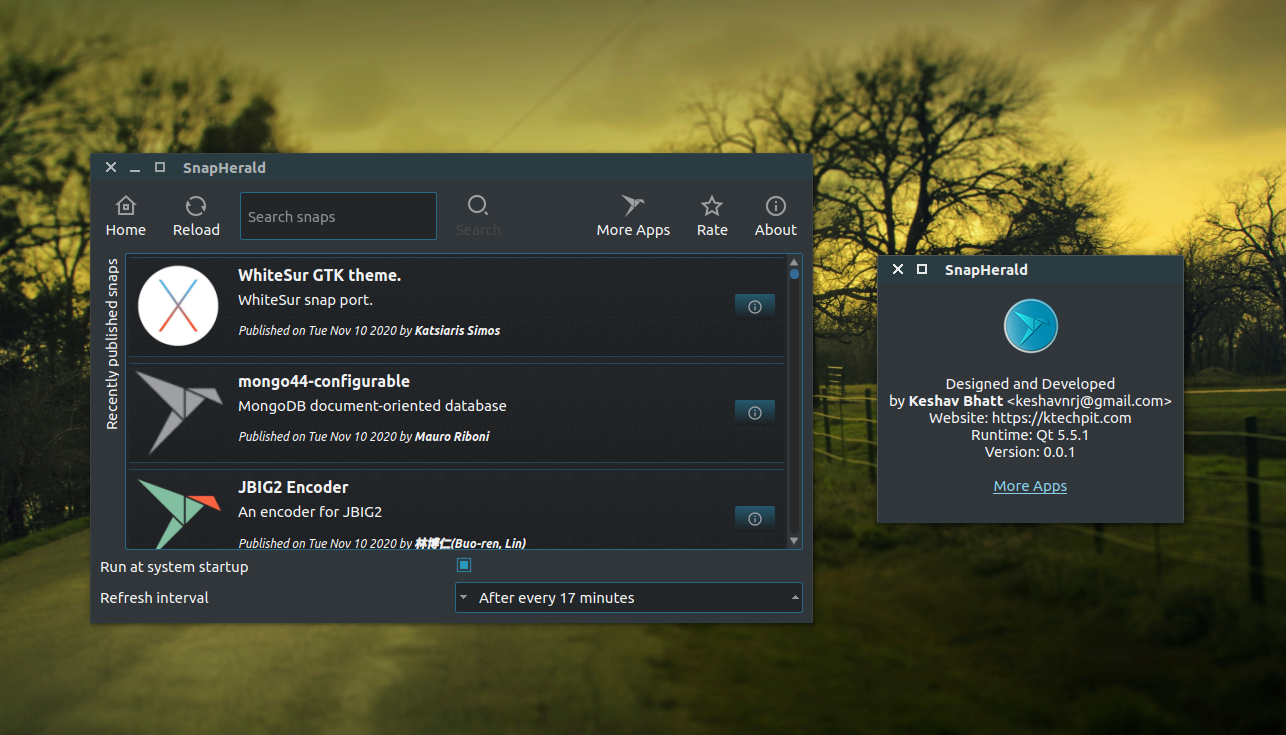 SnapHerald
Home
Reload
Search snaps
Search
More Apps
Rate
About
Recently published snaps
WhiteSur GTK theme.
WhiteSur snap port.
Published on Tue Nov 10 2020 by Katsiaris Simos
mongo44-configurable
MongoDB document-oriented database
Published on Tue Nov 10 2020 by Mauro Riboni
JBIG2 Encoder
An encoder for JBIG2
Published on Tue Nov 10 2020 by 林博仁(Buo-ren, Lin)
Run at system startup
Refresh interval
After every 17 minutes
SnapHerald
Designed and Developed
by Keshav Bhatt <keshavnrj@gmail.com>
Website: https://ktechpit.com
Runtime: Qt 5.5.1
Version: 0.0.1
More Apps